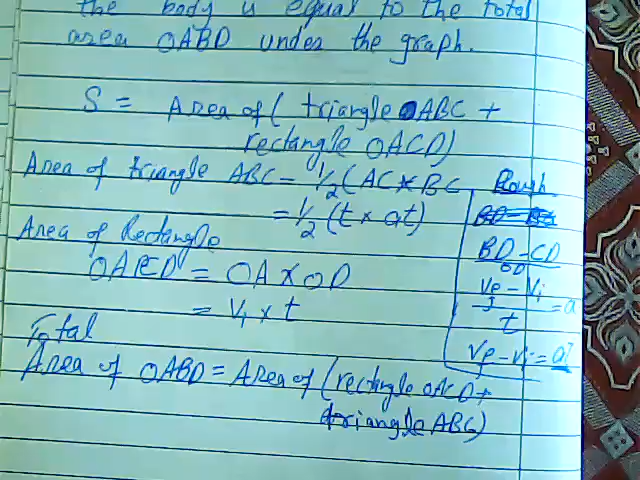 the body is equal to the total
area OABD under the graph.
S = Area of ( triangle ABC +
rectangle OACD)
Area of triangle ABC = 1/2 (AC × BC
= 1/2 (t × at)
Area of Rectangle
OACD = OA × OD
= Vi × t
Total
Area of OABD = Area of (rectangle OACD +
triangle ABC)
Rough
BD - CD
OD
Vf - Vi
t
= a
Vf - Vi = at